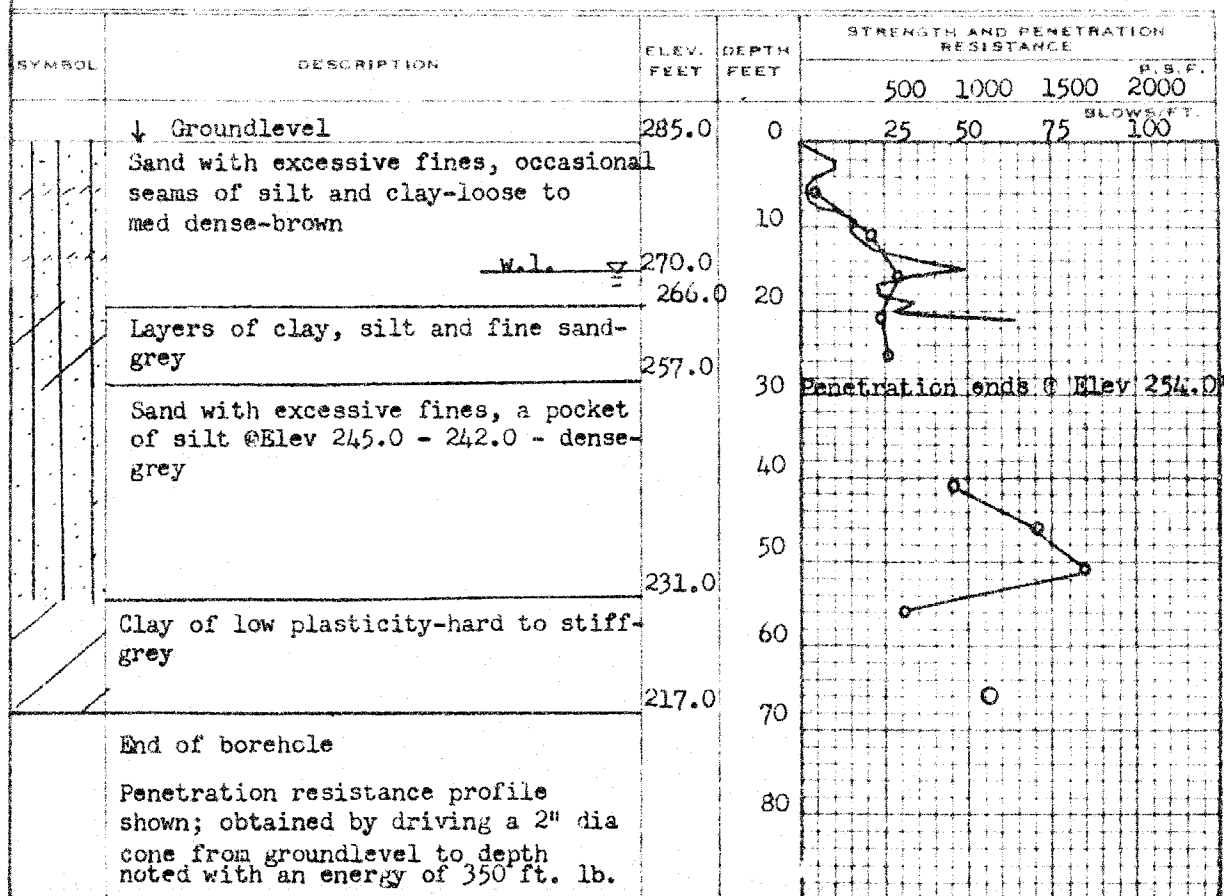 STRENGTH AND PENETRATION
RESISTANCE
SYMBOL DESCRIPTION ELEV. FEET DEPTH FEET
P.S.F.
500 1000 1500 2000
BLOWS/FT.
↓ Groundlevel 285.0 0 25 50 75 100
Sand with excessive fines, occasional
seams of silt and clay-loose to
med dense-brown
10
w.l. 270.0
266.0 20
Layers of clay, silt and fine sand-
grey
257.0
30 Penetration ends @ Elev 254.0'
Sand with excessive fines, a pocket
of silt @Elev 245.0 - 242.0 - dense-
grey
40
50
231.0
Clay of low plasticity-hard to stiff-
grey
60
217.0
70
End of borehole
Penetration resistance profile
shown; obtained by driving a 2" dia
80
cone from groundlevel to depth
noted with an energy of 350 ft. lb.